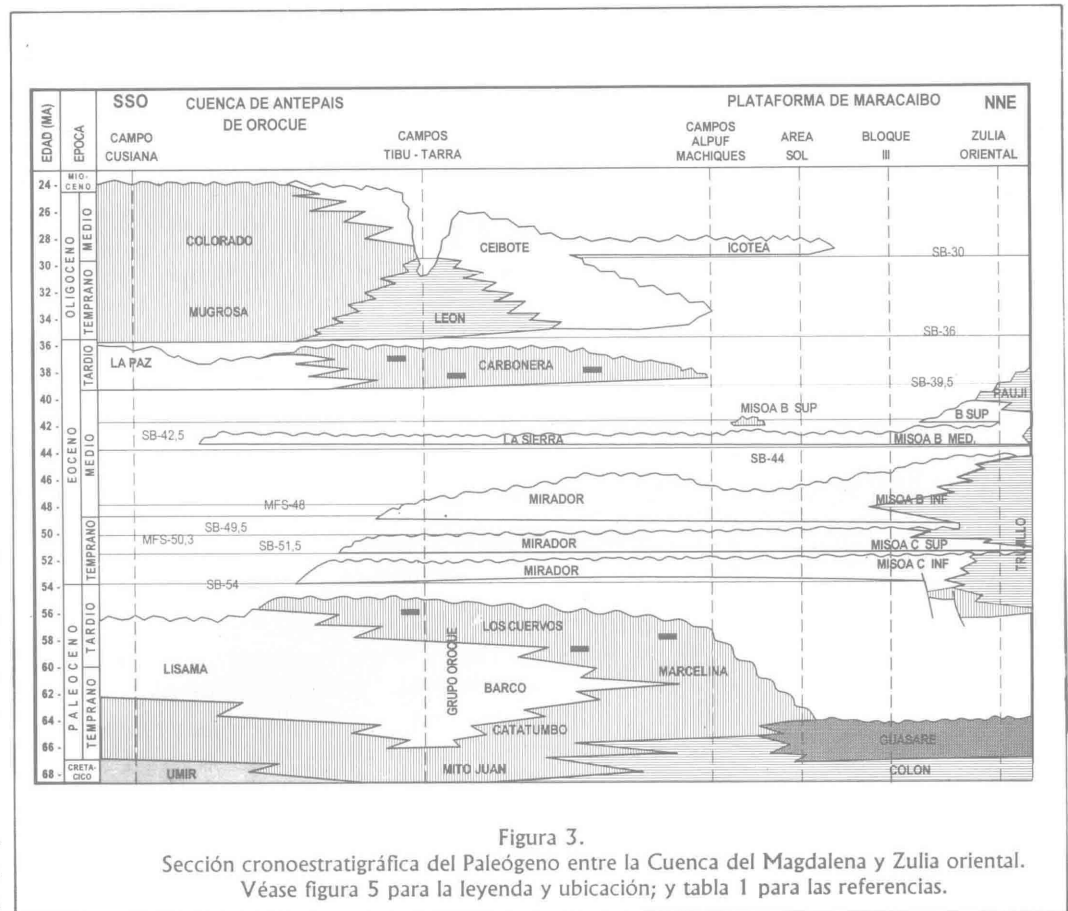 SSO
CUENCA DE ANTEPAIS
DE OROCUE
PLATAFORMA DE MARACAIBO
NNE
EDAD (MA)
EPOCA
CAMPO
CUSIANA
CAMPOS
TIBU - TARRA
CAMPOS
ALPUF
MACHIQUES
AREA
SOL
BLOQUE
III
ZULIA
ORIENTAL
24 -
26 -
28 -
30 -
32 -
34 -
36 -
38 -
40 -
42 -
44 -
46 -
48 -
50 -
52 -
54 -
56 -
58 -
60 -
62 -
64 -
66 -
68 -
MIO-
CENO
OLIGOCENO
MEDIO
TEMPRANO
EOCENO
TARDIO
MEDIO
TEMPRANO
PALEOCENO
TARDIO
TEMPRANO
CRETA-
CICO
COLORADO
CEIBOTE
ICOTEA
SB-30
MUGROSA
LEON
SB-36
LA PAZ
CARBONERA
SB-39,5
PAUJI
MISOA B SUP
B SUP
SB-42,5
LA SIERRA
MISOA B MED.
SB-44
MIRADOR
MISOA B INF
MFS-48
SB-49,5
MFS-50,3
SB-51,5
MIRADOR
MISOA C SUP
MIRADOR
MISOA C INF
TRUJILLO
SB-54
LOS CUERVOS
LISAMA
GRUPO OROCUE
BARCO
MARCELINA
CATATUMBO
GUASARE
UMIR
MITO JUAN
COLON
Figura 3.
Sección cronoestratigráfica del Paleógeno entre la Cuenca del Magdalena y Zulia oriental.
Véase figura 5 para la leyenda y ubicación; y tabla 1 para las referencias.